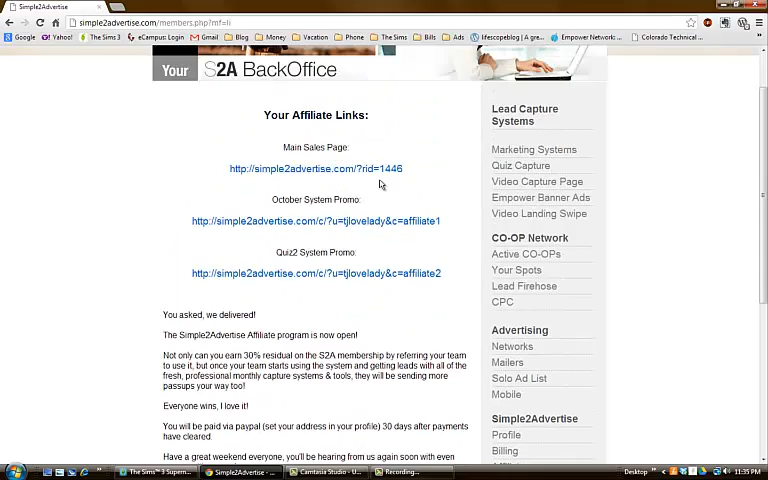 Simple2Advertise
simple2advertise.com/members.php?mf=li
Google
Yahoo!
The Sims 3
eCampus: Login
Gmail
Blog
Money
Vacation
Phone
The Sims
Bills
Ads
lifescopeblog | A gre...
Empower Network: ...
Colorado Technical ...
Your S2A BackOffice
Your Affiliate Links:
Main Sales Page:
http://simple2advertise.com/?rid=1446
October System Promo:
http://simple2advertise.com/c/?u=tjlovelady&c=affiliate1
Quiz2 System Promo:
http://simple2advertise.com/c/?u=tjlovelady&c=affiliate2
You asked, we delivered!
The Simple2Advertise Affiliate program is now open!
Not only can you earn 30% residual on the S2A membership by referring your team
to use it, but once your team starts using the system and getting leads with all of the
fresh, professional monthly capture systems & tools, they will be sending more
passups your way too!
Everyone wins, I love it!
You will be paid via paypal (set your address in your profile) 30 days after payments
have cleared.
Have a great weekend everyone, you'll be hearing from us again soon with even
Lead Capture
Systems
Marketing Systems
Quiz Capture
Video Capture Page
Empower Banner Ads
Video Landing Swipe
CO-OP Network
Active CO-OPs
Your Spots
Lead Firehose
CPC
Advertising
Networks
Mailers
Solo Ad List
Mobile
Simple2Advertise
Profile
Billing
The Sims™ 3 Supern...
Simple2Advertise - ...
Camtasia Studio - U...
Recording...
Desktop
11:35 PM